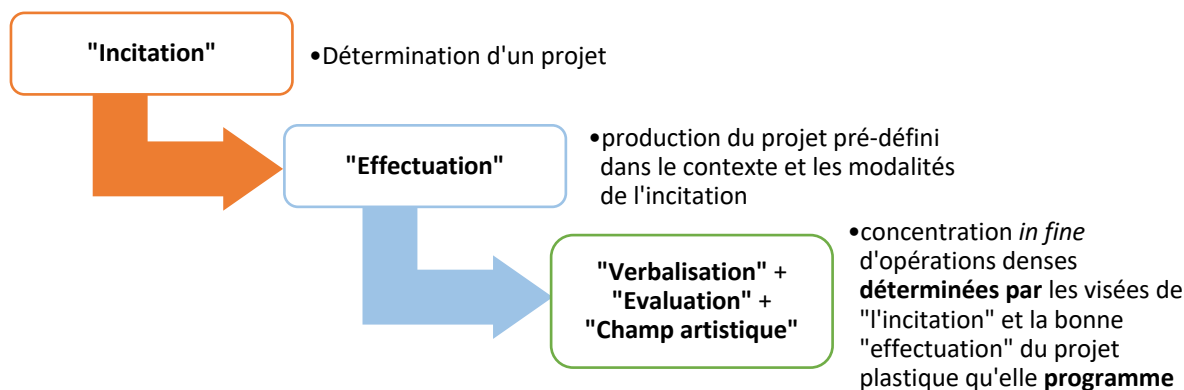 "Incitation"
•Détermination d'un projet
"Effectuation"
•production du projet pré-défini
dans le contexte et les modalités
de l'incitation
"Verbalisation" +
"Evaluation" +
"Champ artistique"
•concentration in fine
d'opérations denses
déterminées par les visées de
"l'incitation" et la bonne
"effectuation" du projet
plastique qu'elle programme